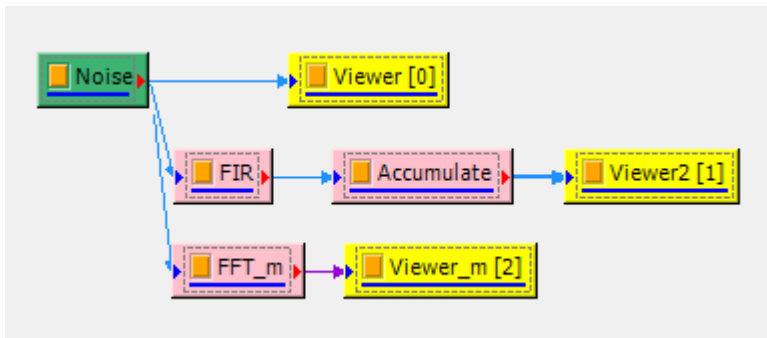 Noise
Viewer [0]
FIR
Accumulate
Viewer2 [1]
FFT_m
Viewer_m [2]